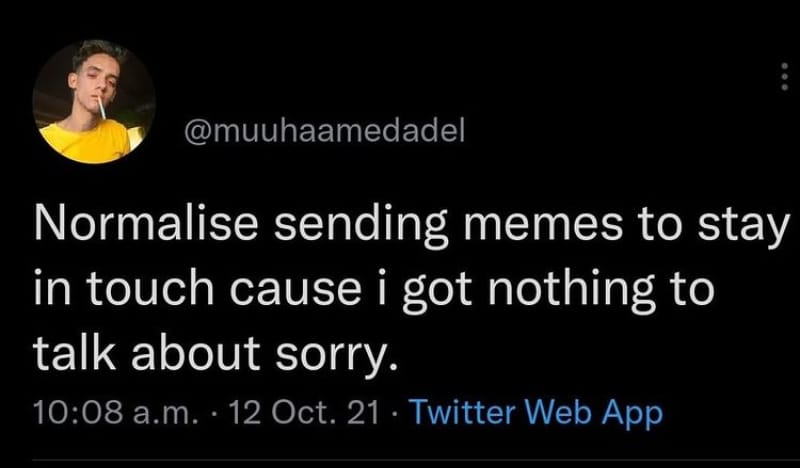 @muuhaamedadel
Normalise sending memes to stay
in touch cause i got nothing to
talk about sorry.
10:08 a.m. · 12 Oct. 21 · Twitter Web App